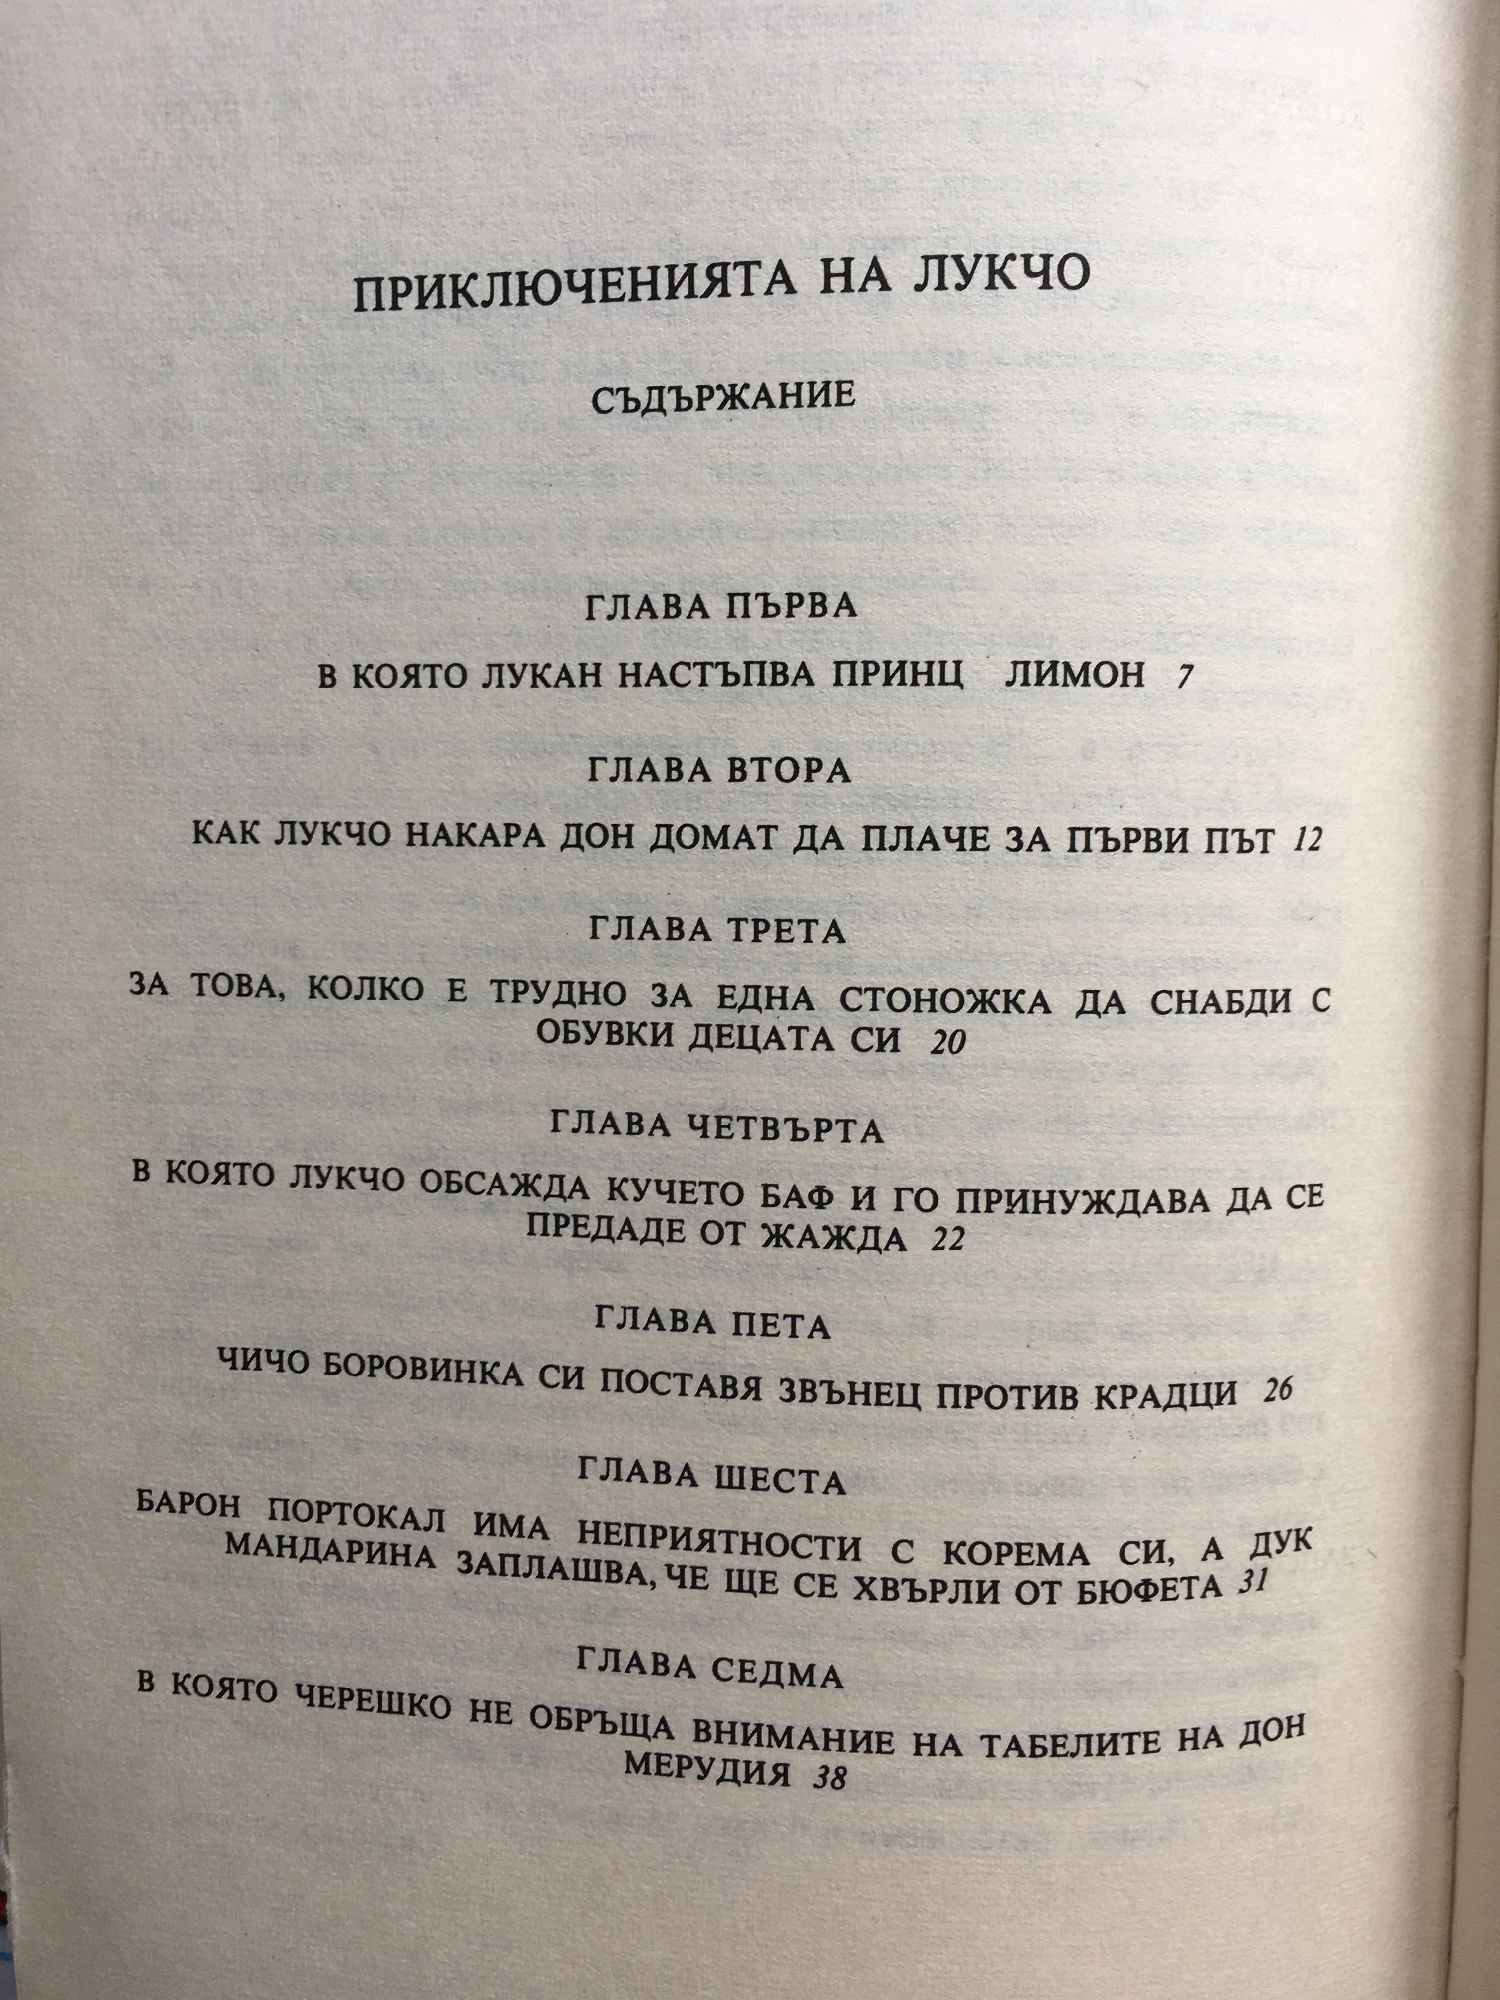 ПРИКЛЮЧЕНИЯТА НА ЛУКЧО
СЪДЪРЖАНИЕ
ГЛАВА ПЪРВА
В КОЯТО ЛУКАН НАСТЪПВА ПРИНЦ ЛИМОН 7
ГЛАВА ВТОРА
КАК ЛУКЧО НАКАРА ДОН ДОМАТ ДА ПЛАЧЕ ЗА ПЪРВИ ПЪТ 12
ГЛАВА ТРЕТА
ЗА ТОВА, КОЛКО Е ТРУДНО ЗА ЕДНА СТОНОЖКА ДА СНАБДИ С
ОБУВКИ ДЕЦАТА СИ 20
ГЛАВА ЧЕТВЪРТА
В КОЯТО ЛУКЧО ОБСАЖДА КУЧЕТО БАФ И ГО ПРИНУЖДАВА ДА СЕ
ПРЕДАДЕ ОТ ЖАЖДА 22
ГЛАВА ПЕТА
ЧИЧО БОРОВИНКА СИ ПОСТАВЯ ЗВЪНЕЦ ПРОТИВ КРАДЦИ 26
ГЛАВА ШЕСТА
БАРОН ПОРТОКАЛ ИМА НЕПРИЯТНОСТИ С КОРЕМА СИ, А ДУК
МАНДАРИНА ЗАПЛАШВА, ЧЕ ЩЕ СЕ ХВЪРЛИ ОТ БЮФЕТА 31
ГЛАВА СЕДМА
В КОЯТО ЧЕРЕШКО НЕ ОБРЪЩА ВНИМАНИЕ НА ТАБЕЛИТЕ НА ДОН
МЕРУДИЯ 38